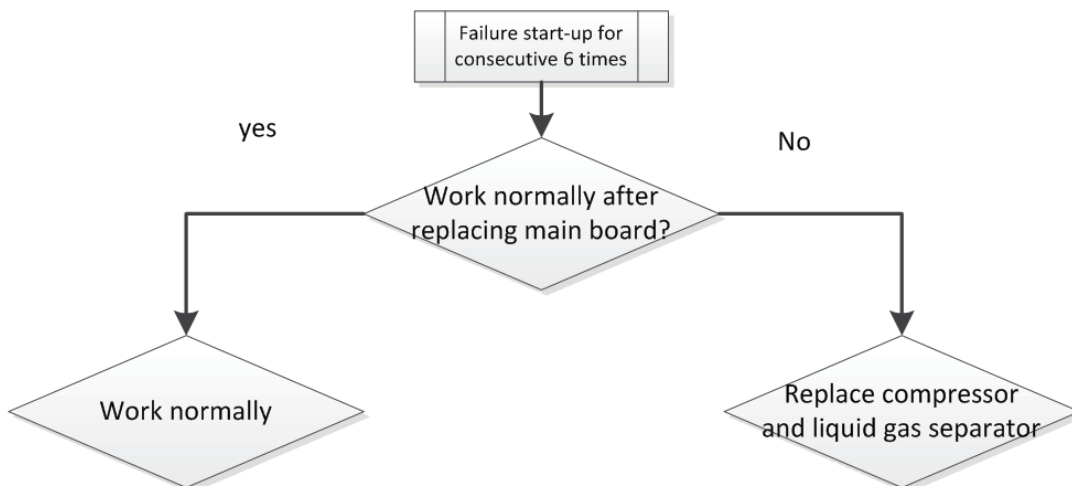 Failure start-up for
consecutive 6 times
yes
No
Work normally after
replacing main board?
Work normally
Replace compressor
and liquid gas separator